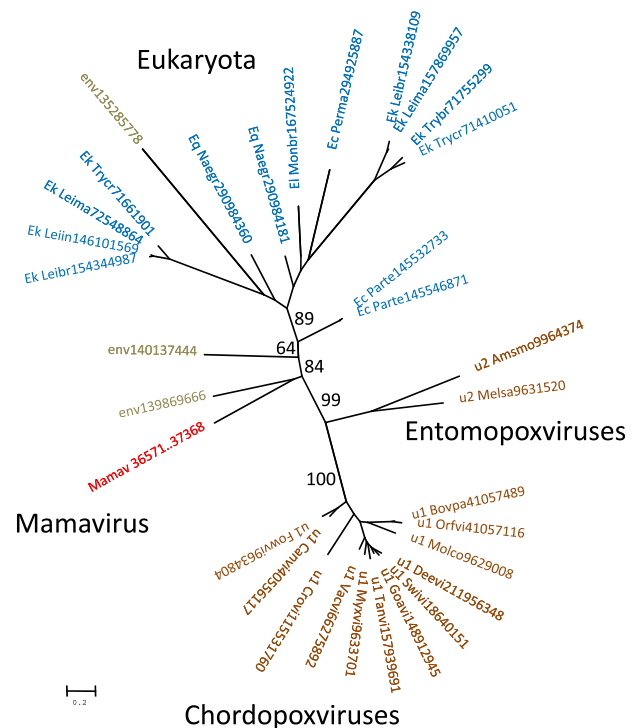 Eukaryota
env135285778
Ek Trycr71661901
Ek Leima72548864
Ek Leiin146101569
Ek Leibr154344987
Eq Naegr290984360
Eq Naegr290984181
El Monbr167524922
Ec Perma294925887
Ek Leibr154338109
Ek Leima157869957
Ek Trybr71755299
Ek Trycr71410051
Ec Parte145532733
Ec Parte145546871
89
64
84
99
100
env140137444
env139869666
Mamav 36571..37368
Mamavirus
u2 Amsmo9964374
u2 Melsa9631520
Entomopoxviruses
u1 Bovpa41057489
u1 Orfvi41057116
u1 Molco9629008
u1 Deevi211956348
u1 Swivi18640151
u1 Goavi148912945
u1 Tanvi157939691
u1 Myxvi9633701
u1 Vacvi66275892
u1 Crovi115531760
u1 Canvi40556117
u1 Fowvi9634804
0.2
Chordopoxviruses